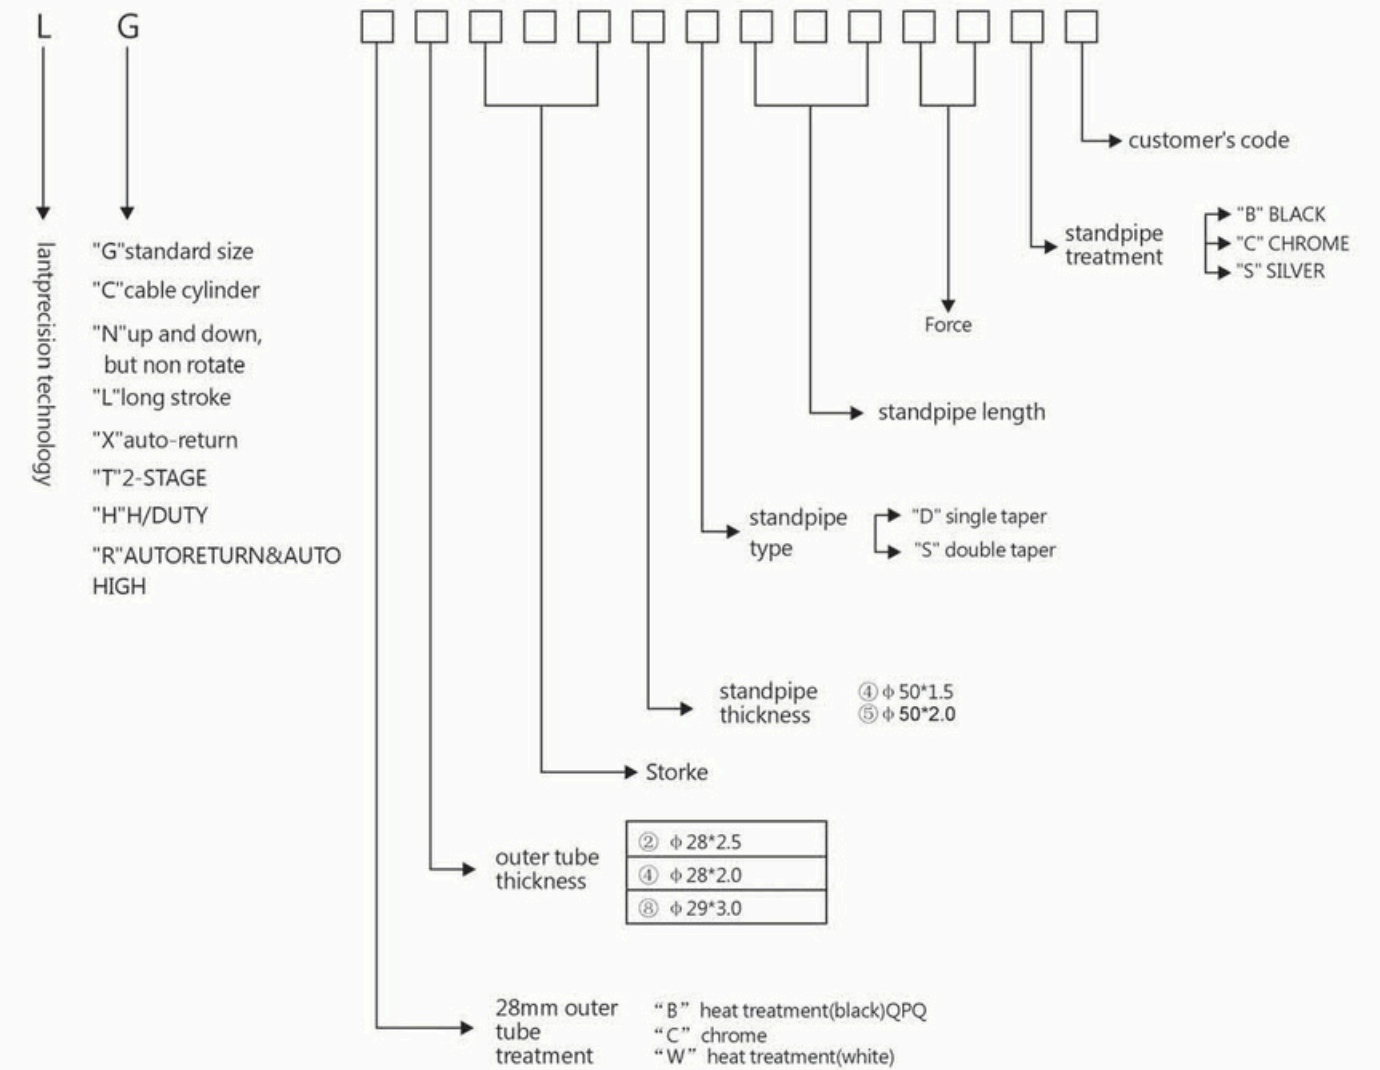 L G
customer's code
"B" BLACK
standpipe
treatment
"C" CHROME
"S" SILVER
lantprecision technology
"G"standard size
"C"cable cylinder
"N"up and down,
but non rotate
"L"long stroke
"X"auto-return
"T"2-STAGE
"H"H/DUTY
"R"AUTORETURN&AUTO
HIGH
Force
standpipe length
standpipe
type
"D" single taper
"S" double taper
standpipe
thickness
④ φ 50*1.5
⑤ φ 50*2.0
Storke
outer tube
thickness
② φ 28*2.5
④ φ 28*2.0
⑧ φ 29*3.0
28mm outer
tube
treatment
“B” heat treatment(black)QPQ
“C” chrome
“W” heat treatment(white)